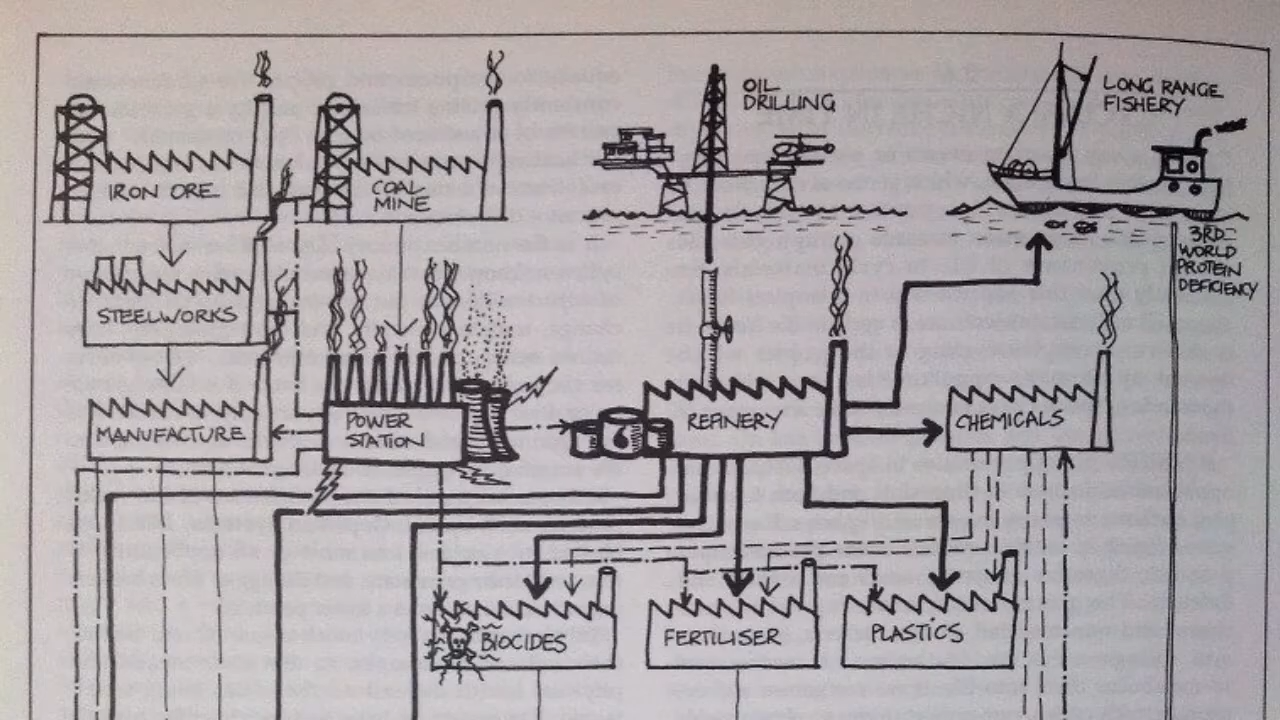 IRON ORE
COAL
MINE
OIL
DRILLING
LONG RANGE
FISHERY
3RD-
WORLD
PROTEIN
DEFICIENCY
STEELWORKS
MANUFACTURE
POWER
STATION
6
REFINERY
CHEMICALS
BIOCIDES
FERTILISER
PLASTICS